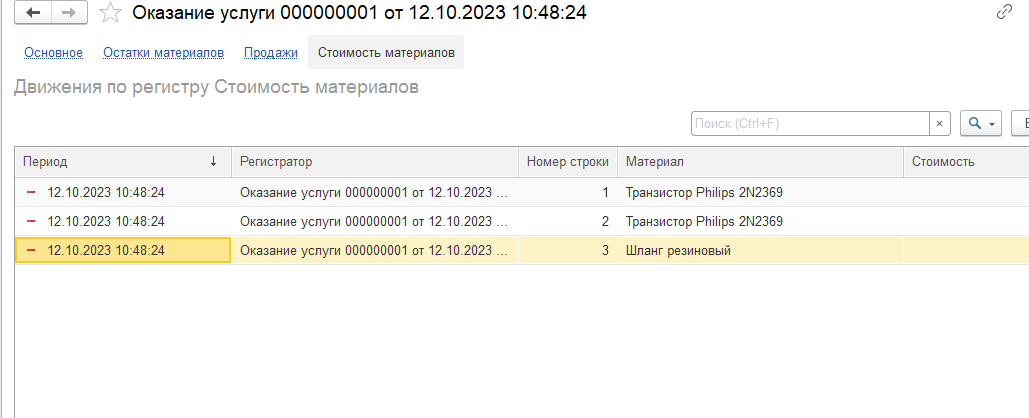 Оказание услуги 000000001 от 12.10.2023 10:48:24
Основное Остатки материалов Продажи Стоимость материалов
Движения по регистру Стоимость материалов
Поиск (Ctrl+F) ×
Период ↓ Регистратор Номер строки Материал Стоимость
12.10.2023 10:48:24 Оказание услуги 000000001 от 12.10.2023 ... 1 Транзистор Philips 2N2369
12.10.2023 10:48:24 Оказание услуги 000000001 от 12.10.2023 ... 2 Транзистор Philips 2N2369
12.10.2023 10:48:24 Оказание услуги 000000001 от 12.10.2023 ... 3 Шланг резиновый